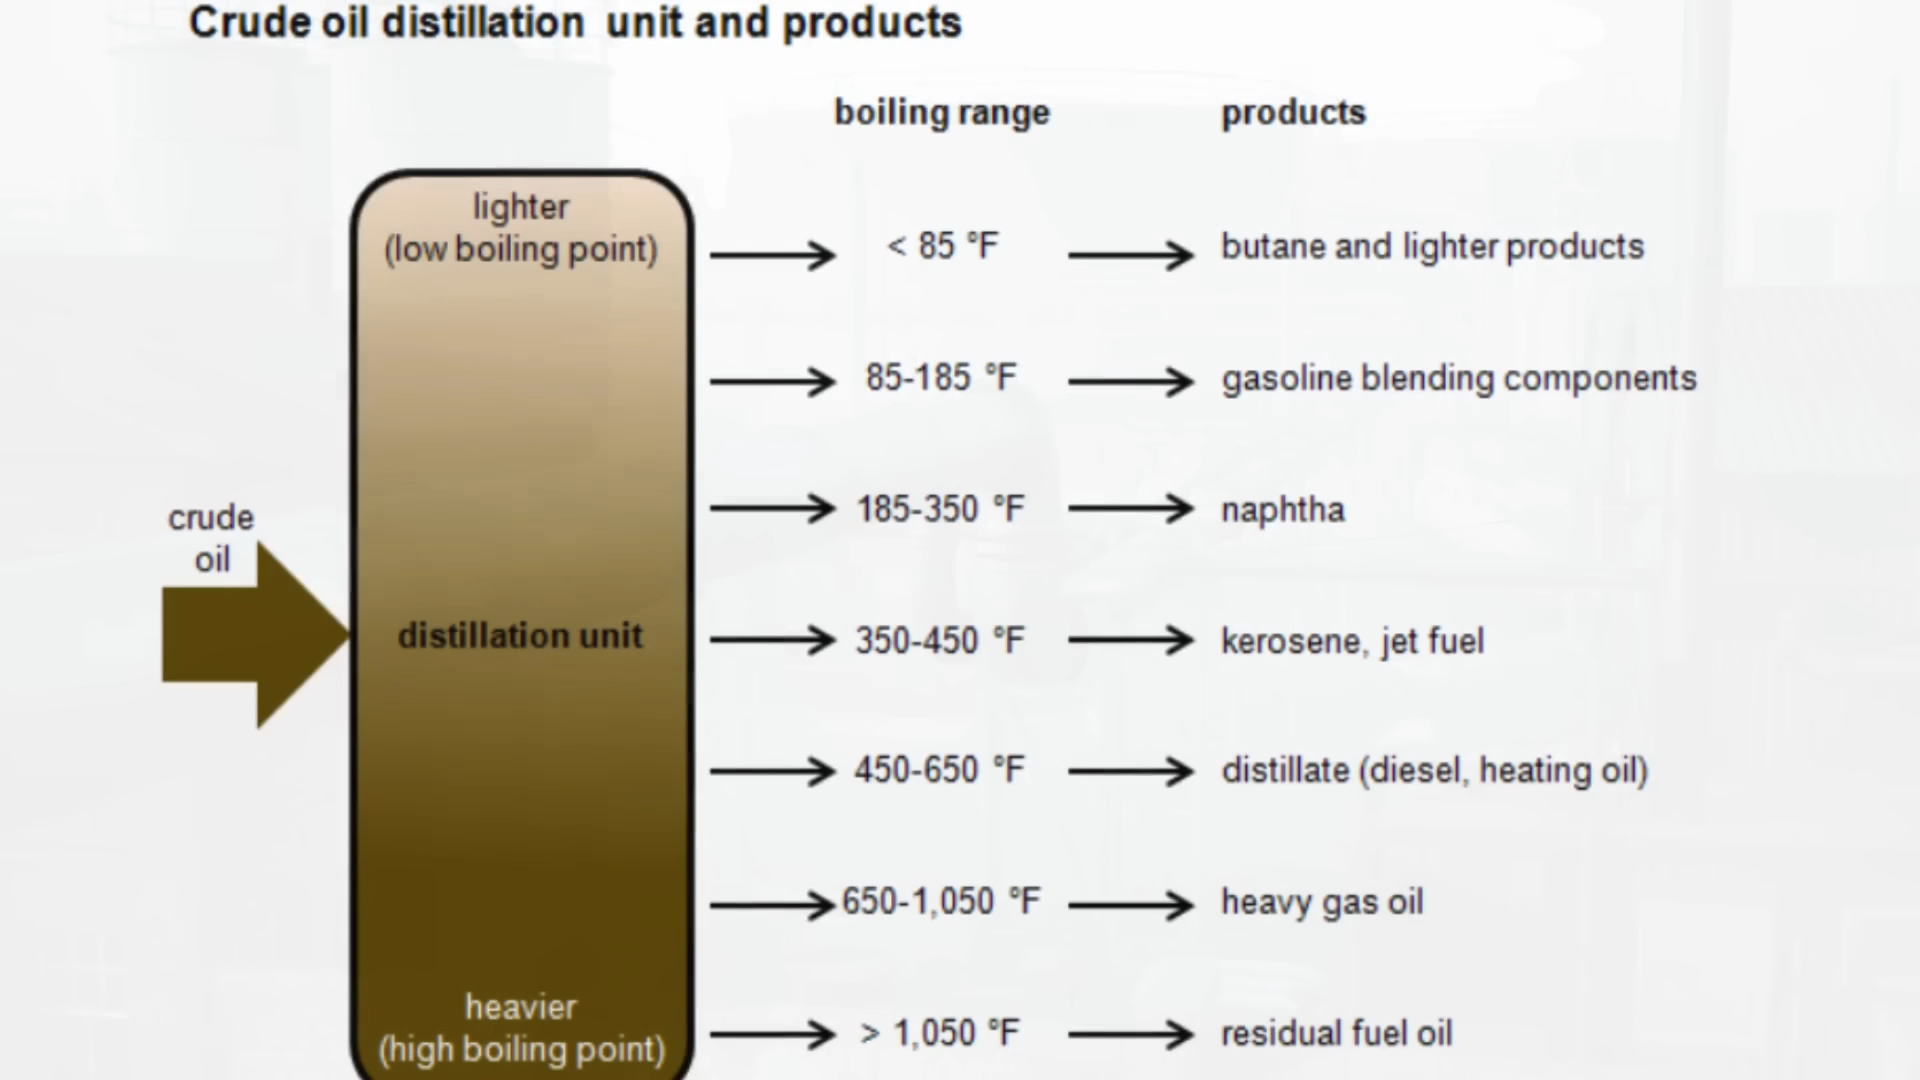 Crude oil distillation unit and products
boiling range products
lighter
(low boiling point)
< 85 °F butane and lighter products
85-185 °F gasoline blending components
185-350 °F naphtha
crude
oil
distillation unit
350-450 °F kerosene, jet fuel
450-650 °F distillate (diesel, heating oil)
650-1,050 °F heavy gas oil
heavier
(high boiling point)
> 1,050 °F residual fuel oil